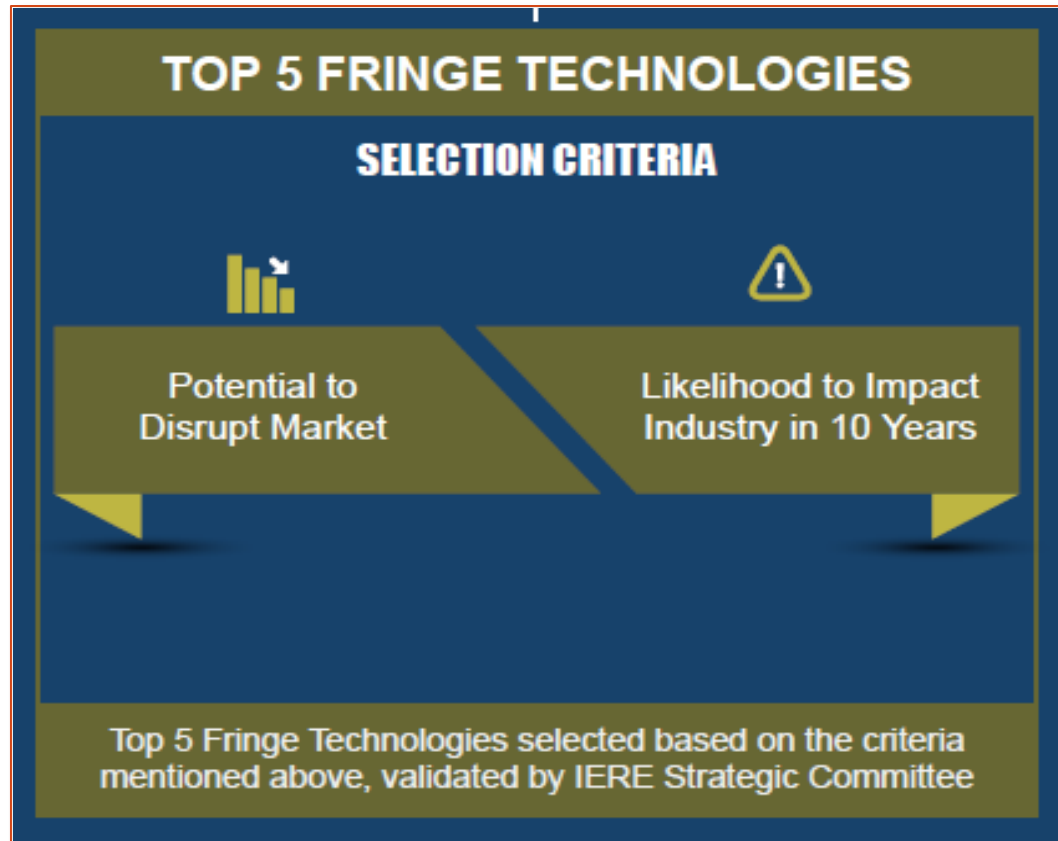 TOP 5 FRINGE TECHNOLOGIES
SELECTION CRITERIA
Potential to
Disrupt Market
Likelihood to Impact
Industry in 10 Years
Top 5 Fringe Technologies selected based on the criteria
mentioned above, validated by IERE Strategic Committee